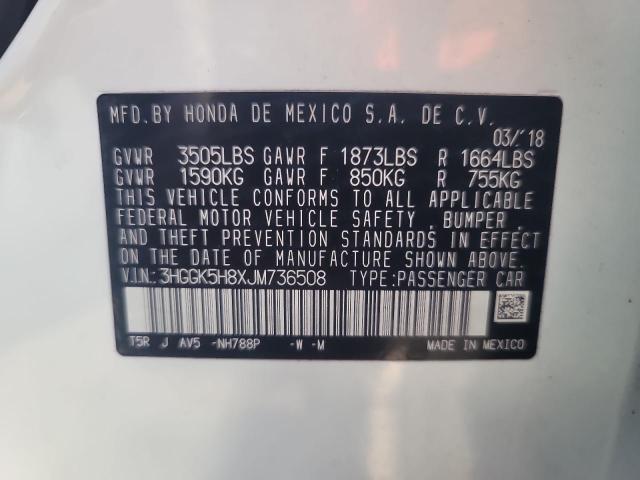 MFD. BY HONDA DE MEXICO S.A. DE C.V.
03/'18
GVWR 3505LBS GAWR F 1873LBS R 1664LBS
GVWR 1590KG GAWR F 850KG R 755KG
THIS VEHICLE CONFORMS TO ALL APPLICABLE
FEDERAL MOTOR VEHICLE SAFETY, BUMPER,
AND THEFT PREVENTION STANDARDS IN EFFECT
ON THE DATE OF MANUFACTURE SHOWN ABOVE.
V.I.N.: 3HGGK5H8XJM736508 TYPE: PASSENGER CAR
T5R J AV5 -NH788P -W -M MADE IN MEXICO